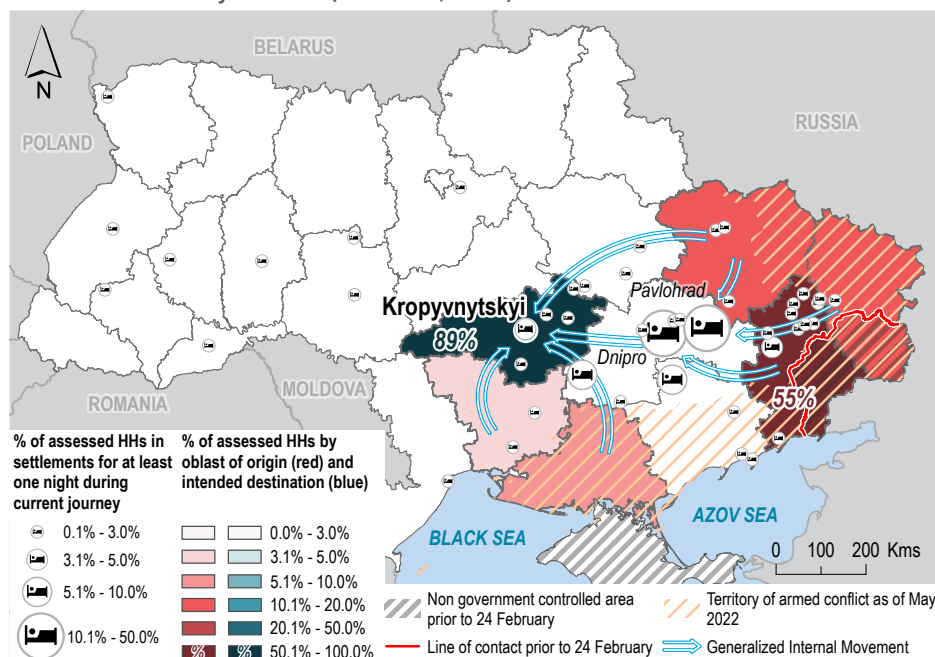 BELARUS
N
POLAND
RUSSIA
Pavlohrad
Kropyvnytskyi
89%
Dnipro
55%
MOLDOVA
ROMANIA
% of assessed HHs in
settlements for at least
one night during
current journey
0.1% - 3.0%
3.1% - 5.0%
5.1% - 10.0%
10.1% - 50.0%
% of assessed HHs by
oblast of origin (red) and
intended destination (blue)
0.0% - 3.0%
3.1% - 5.0%
5.1% - 10.0%
10.1% - 20.0%
20.1% - 50.0%
% % 50.1% - 100.0%
BLACK SEA
AZOV SEA
0 100 200 Kms
Non government controlled area
prior to 24 February
Territory of armed conflict as of May
2022
Line of contact prior to 24 February
Generalized Internal Movement